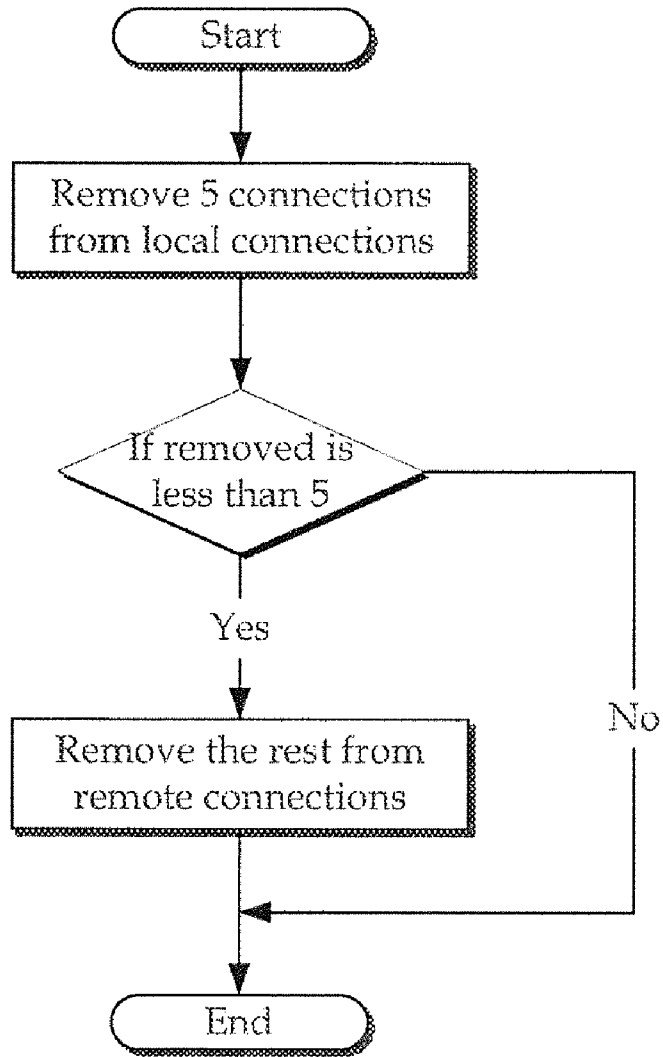 Start
Remove 5 connections
from local connections
If removed is
less than 5
Yes
No
Remove the rest from
remote connections
End